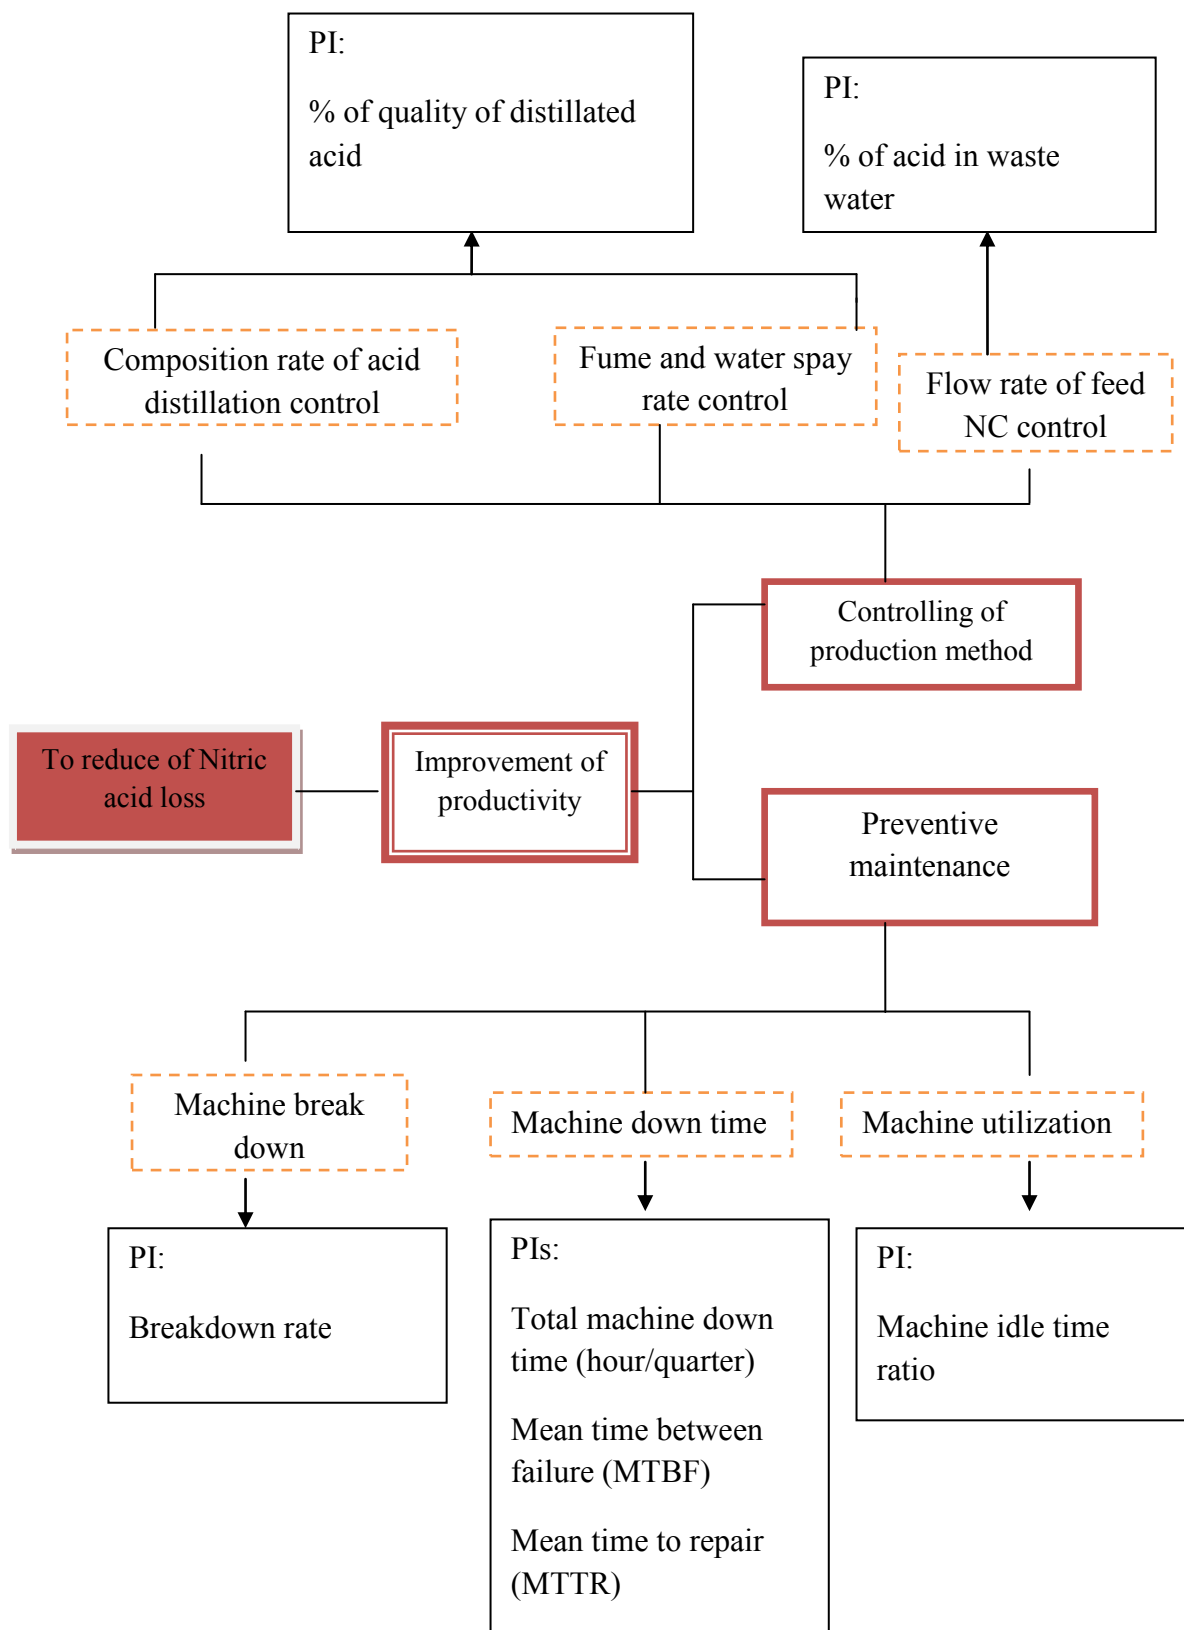 PI:
% of quality of distillated
acid
PI:
% of acid in waste
water
Composition rate of acid
distillation control
Fume and water spay
rate control
Flow rate of feed
NC control
Controlling of
production method
To reduce of Nitric
acid loss
Improvement of
productivity
Preventive
maintenance
Machine break
down
Machine down time
Machine utilization
PI:
Breakdown rate
PIs:
Total machine down
time (hour/quarter)
Mean time between
failure (MTBF)
Mean time to repair
(MTTR)
PI:
Machine idle time
ratio